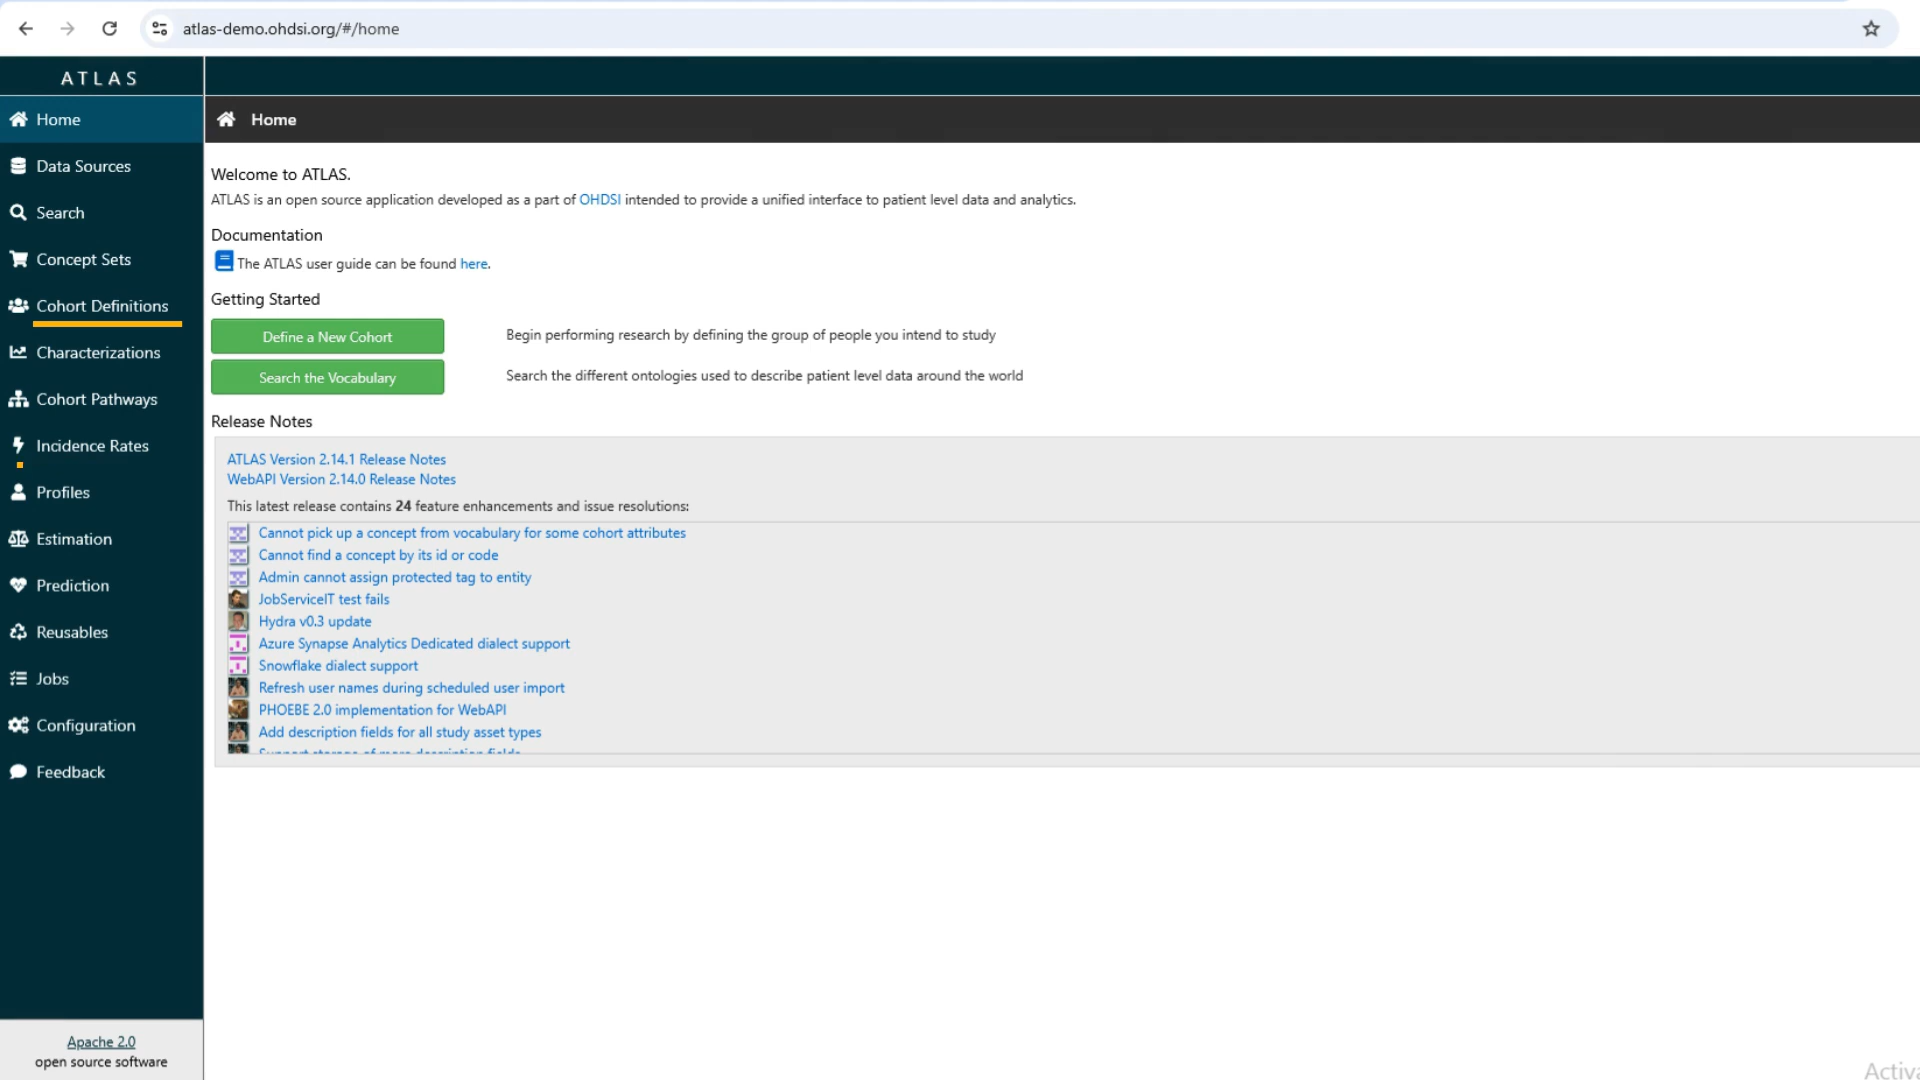 atlas-demo.ohdsi.org/#/home
ATLAS
Home
Data Sources
Search
Concept Sets
Cohort Definitions
Characterizations
Cohort Pathways
Incidence Rates
Profiles
Estimation
Prediction
Reusables
Jobs
Configuration
Feedback
Apache 2.0
open source software
Home
Welcome to ATLAS.
ATLAS is an open source application developed as a part of OHDSI intended to provide a unified interface to patient level data and analytics.
Documentation
The ATLAS user guide can be found here.
Getting Started
Define a New Cohort
Begin performing research by defining the group of people you intend to study
Search the Vocabulary
Search the different ontologies used to describe patient level data around the world
Release Notes
ATLAS Version 2.14.1 Release Notes
WebAPI Version 2.14.0 Release Notes
This latest release contains 24 feature enhancements and issue resolutions:
Cannot pick up a concept from vocabulary for some cohort attributes
Cannot find a concept by its id or code
Admin cannot assign protected tag to entity
JobServiceIT test fails
Hydra v0.3 update
Azure Synapse Analytics Dedicated dialect support
Snowflake dialect support
Refresh user names during scheduled user import
PHOEBE 2.0 implementation for WebAPI
Add description fields for all study asset types
Support storage of more description fields
Activa